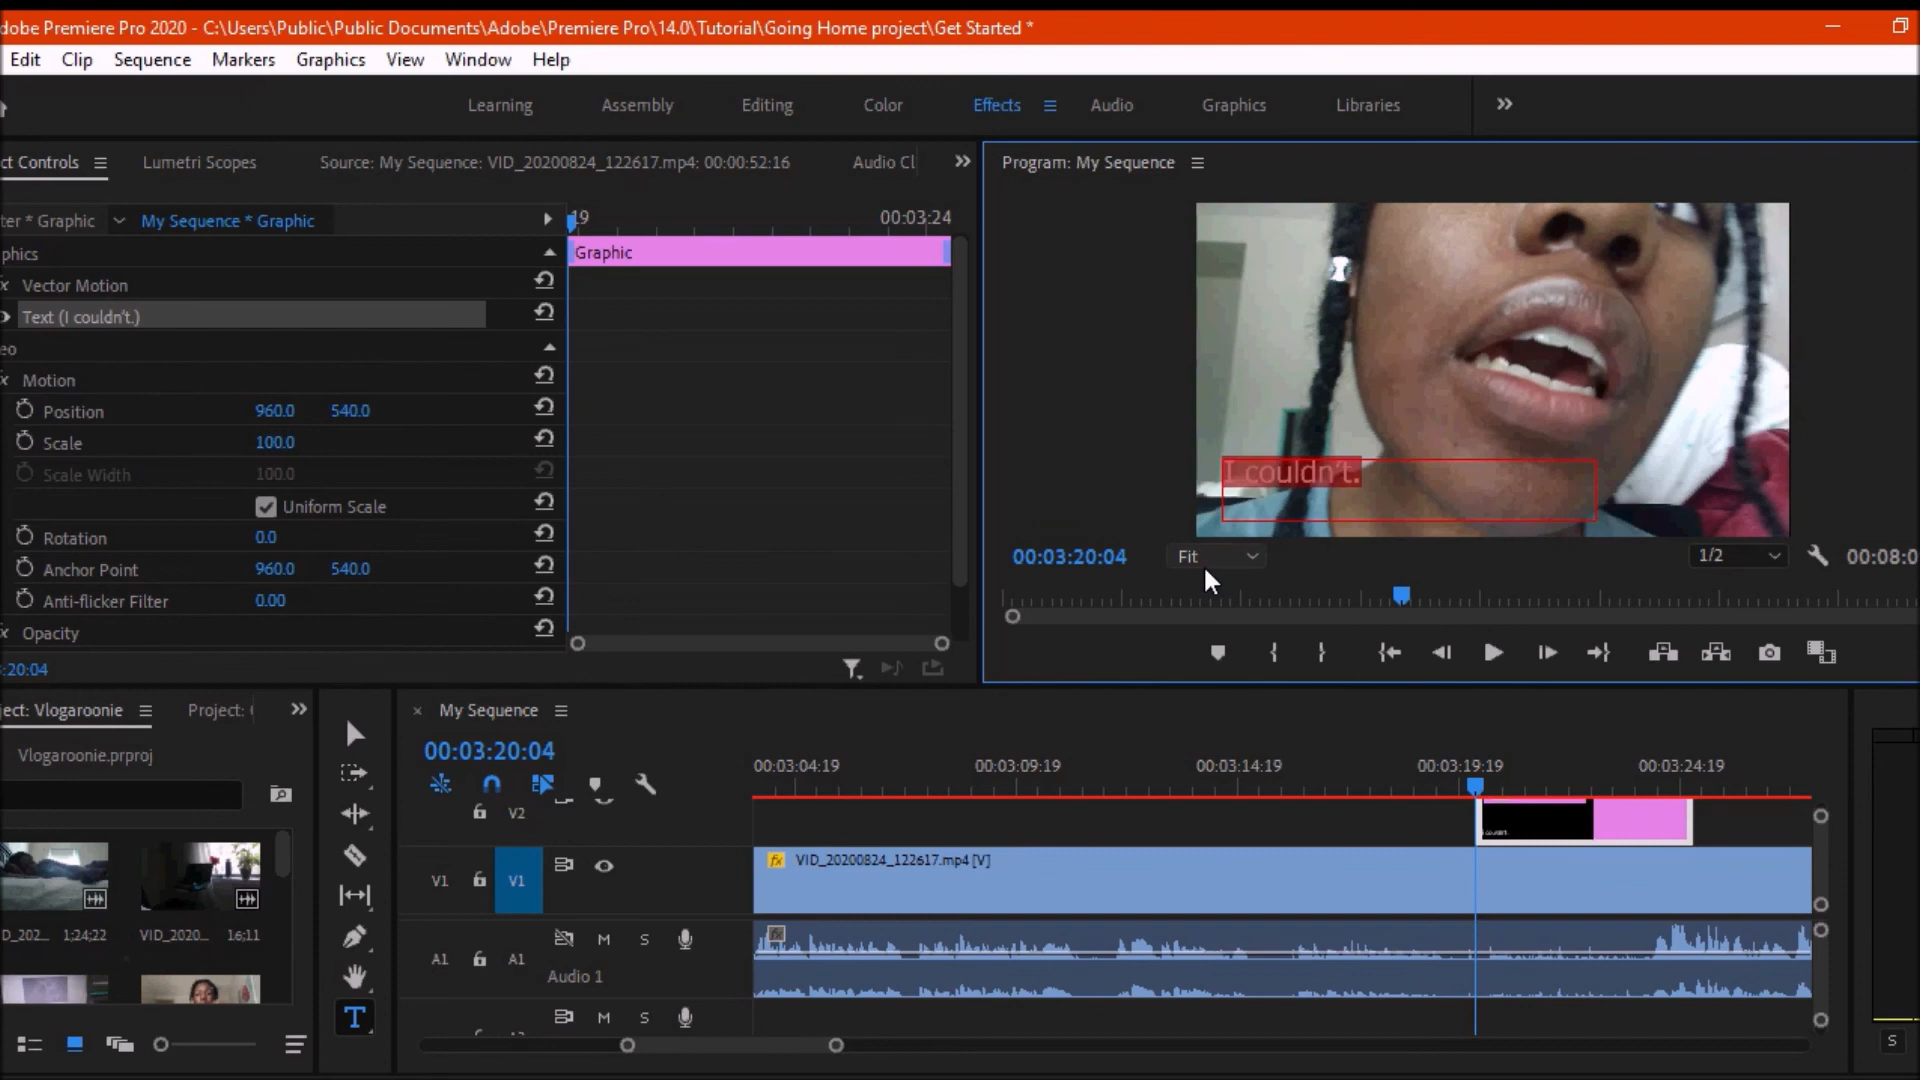 dobe Premiere Pro 2020 - C:\Users\Public\Public Documents\Adobe\Premiere Pro\14.0\Tutorial\Going Home project\Get Started *
Edit Clip Sequence Markers Graphics View Window Help
Learning Assembly Editing Color Effects Audio Graphics Libraries
ct Controls Lumetri Scopes Source: My Sequence: VID_20200824_122617.mp4: 00:00:52:16 Audio Cl
Program: My Sequence
ter * Graphic My Sequence * Graphic
19 00:03:24
phics
Graphic
Vector Motion
Text (I couldn't.)
eo
Motion
Position 960.0 540.0
Scale 100.0
Scale Width 100.0
Uniform Scale
Rotation 0.0
Anchor Point 960.0 540.0
Anti-flicker Filter 0.00
Opacity
:20:04
I couldn't.
00:03:20:04 Fit 1/2 00:08:0
ject: Vlogaroonie Project:
Vlogaroonie.prproj
D_202... 1;24;22 VID_2020... 16;11
My Sequence
00:03:20:04
00:03:04:19 00:03:09:19 00:03:14:19 00:03:19:19 00:03:24:19
V2
I couldn't.
V1 V1
fx VID_20200824_122617.mp4 [V]
A1 A1 M S
fx
Audio 1
M S
S
T